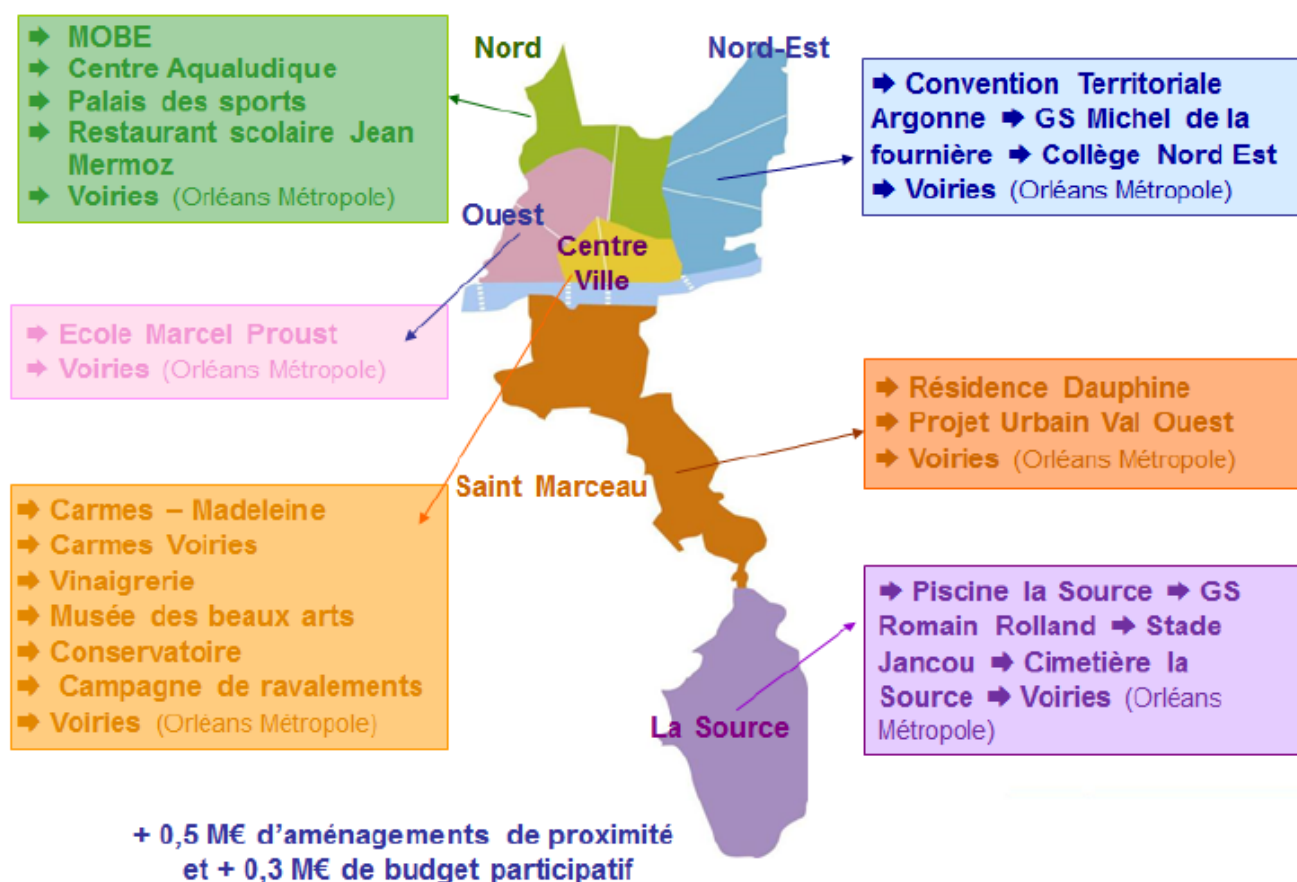 ➡ MOBE
➡ Centre Aqualudique
➡ Palais des sports
➡ Restaurant scolaire Jean
Mermoz
➡ Voiries (Orléans Métropole)
Nord
Nord-Est
➡ Convention Territoriale
Argonne ➡ GS Michel de la
fournière ➡ Collège Nord Est
➡ Voiries (Orléans Métropole)
Ouest
Centre
Ville
➡ Ecole Marcel Proust
➡ Voiries (Orléans Métropole)
➡ Résidence Dauphine
➡ Projet Urbain Val Ouest
➡ Voiries (Orléans Métropole)
Saint Marceau
➡ Carmes – Madeleine
➡ Carmes Voiries
➡ Vinaigrerie
➡ Musée des beaux arts
➡ Conservatoire
➡ Campagne de ravalements
➡ Voiries (Orléans Métropole)
➡ Piscine la Source ➡ GS
Romain Rolland ➡ Stade
Jancou ➡ Cimetière la
Source ➡ Voiries (Orléans
Métropole)
La Source
+ 0,5 M€ d'aménagements de proximité
et + 0,3 M€ de budget participatif